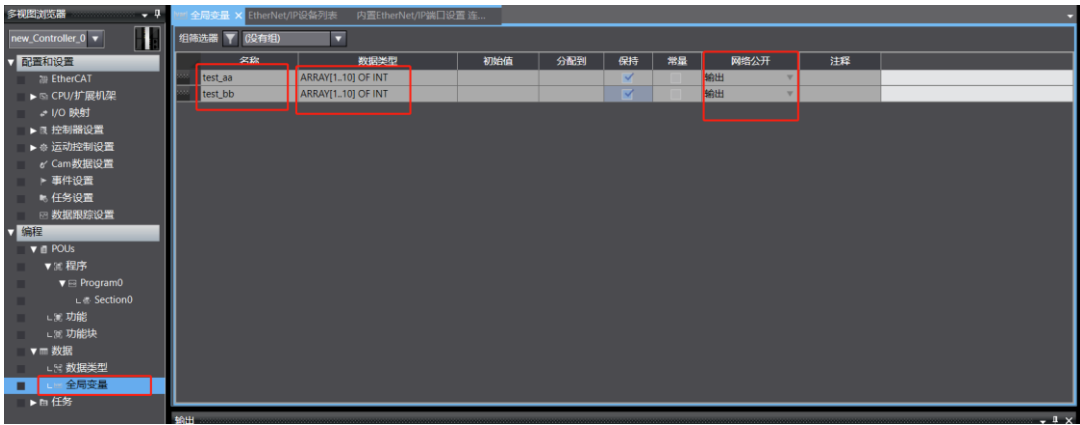 多视图浏览器
new_Controller_0
配置和设置
EtherCAT
CPU/扩展机架
I/O 映射
控制器设置
运动控制设置
Cam数据设置
事件设置
任务设置
数据跟踪设置
编程
POUs
程序
Program0
Section0
功能
功能块
数据
数据类型
全局变量
任务
全局变量 EtherNet/IP设备列表 内置EtherNet/IP端口设置 连...
组筛选器 (没有组)
名称 数据类型 初始值 分配到 保持 常量 网络公开 注释
test_aa ARRAY[1..10] OF INT 输出
test_bb ARRAY[1..10] OF INT 输出
输出